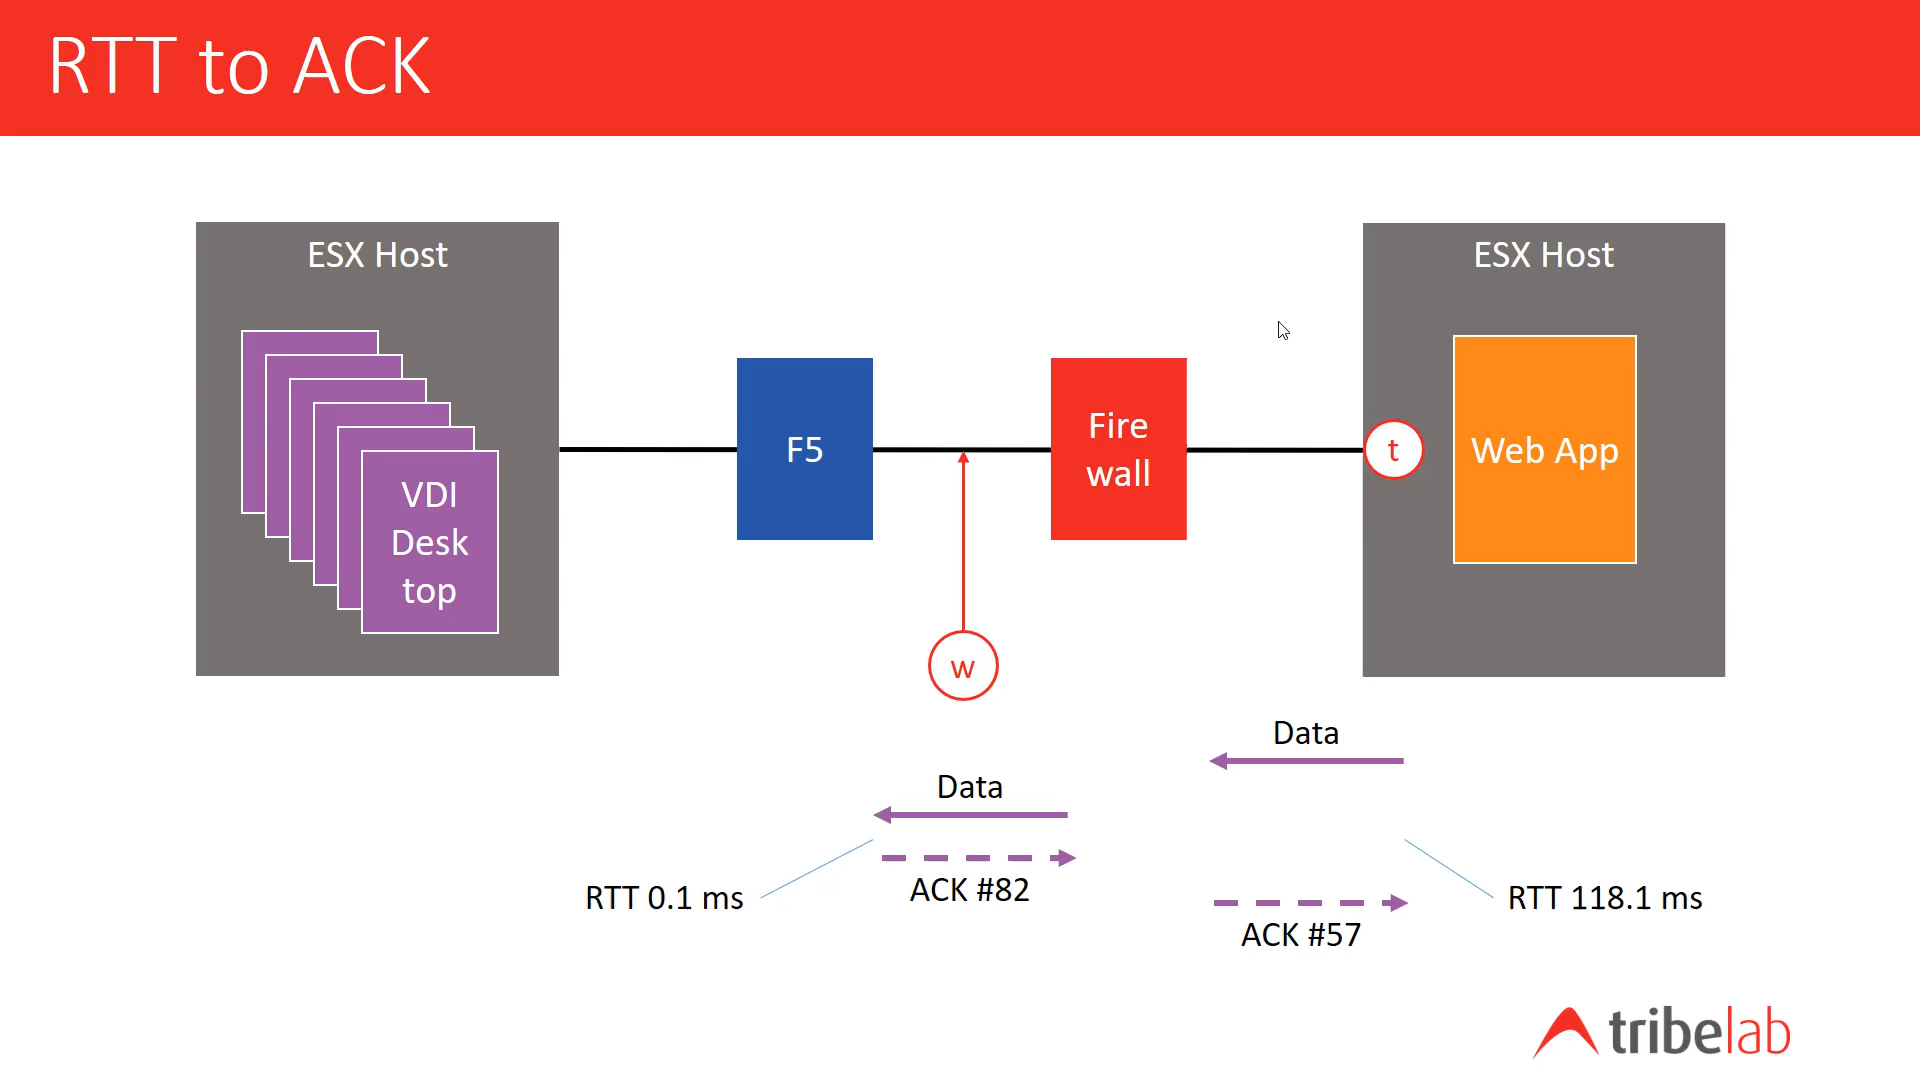 RTT to ACK
ESX Host
ESX Host
VDI
Desk
top
F5
Fire
wall
t
Web App
w
Data
Data
RTT 0.1 ms
ACK #82
RTT 118.1 ms
ACK #57
tribelab